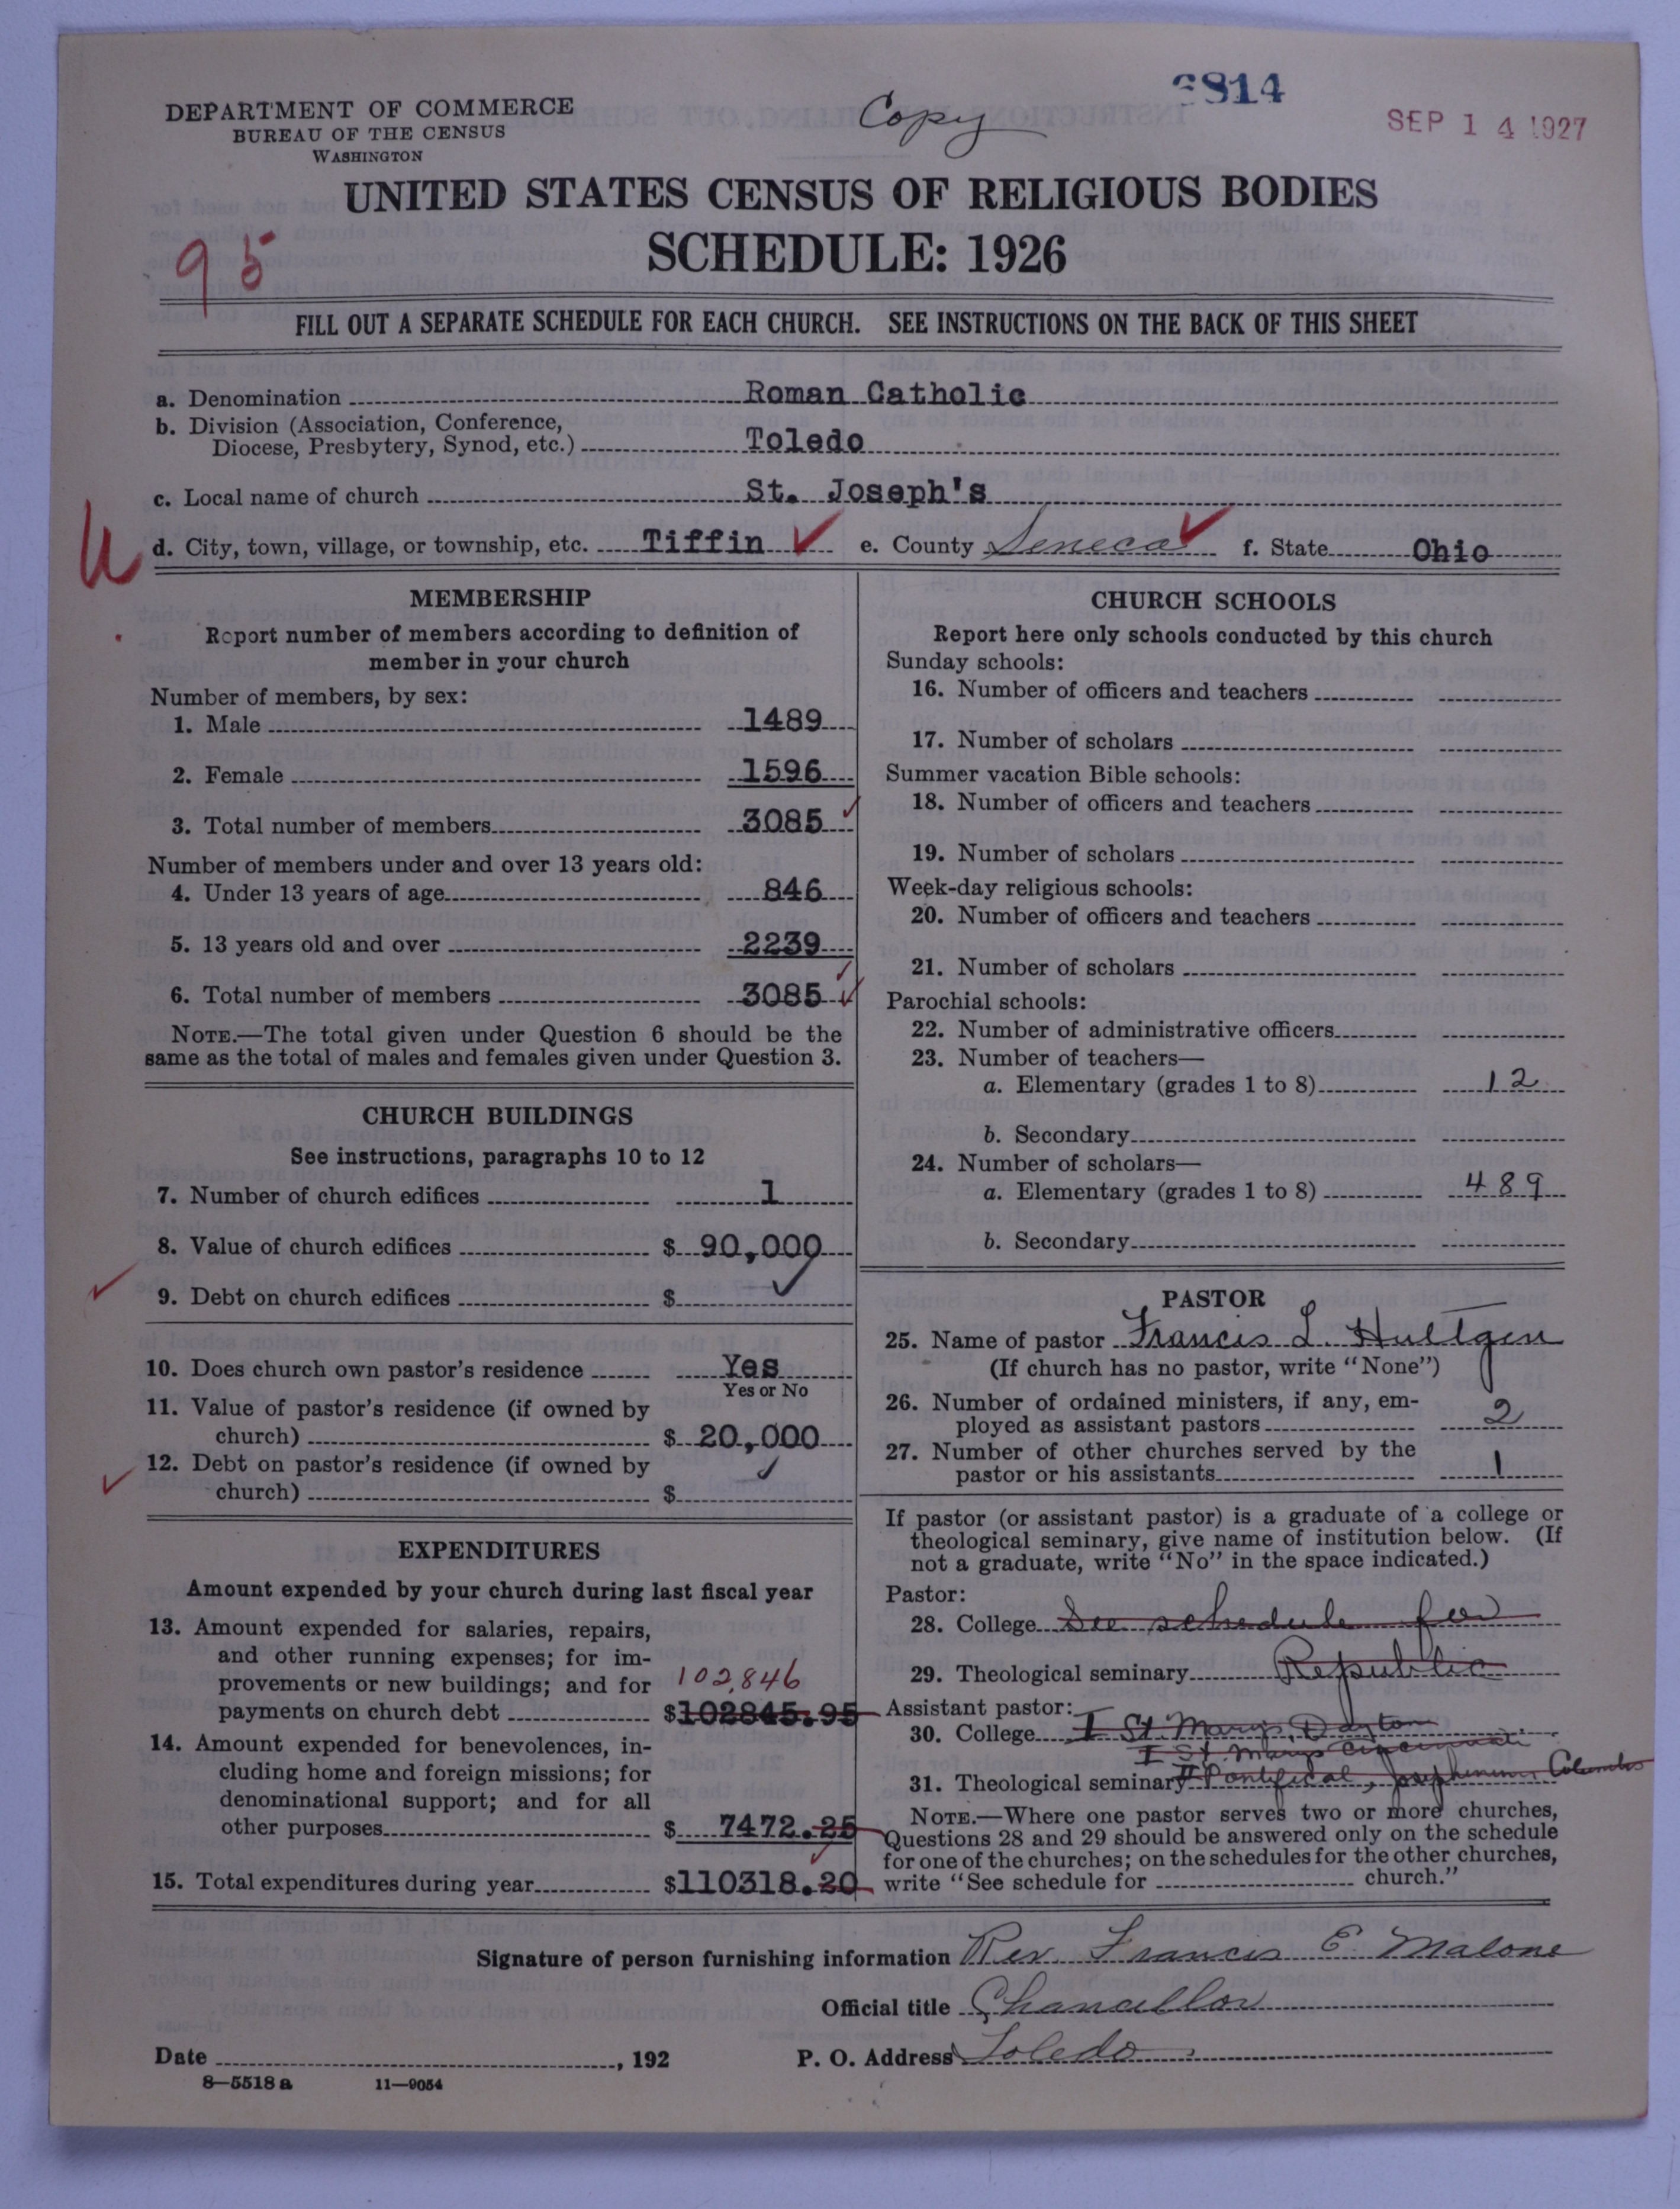 6814
Copy
SEP 14 1927
DEPARTMENT OF COMMERCE
BUREAU OF THE CENSUS
WASHINGTON
UNITED STATES CENSUS OF RELIGIOUS BODIES
SCHEDULE: 1926
95
FILL OUT A SEPARATE SCHEDULE FOR EACH CHURCH. SEE INSTRUCTIONS ON THE BACK OF THIS SHEET
a. Denomination Roman Catholic
b. Division (Association, Conference,
Diocese, Presbytery, Synod, etc.) Toledo
c. Local name of church St. Joseph's
d. City, town, village, or township, etc. Tiffin e. County Seneca f. State Ohio
MEMBERSHIP
Report number of members according to definition of
member in your church
Number of members, by sex:
1. Male 1489
2. Female 1596
3. Total number of members 3085
Number of members under and over 13 years old:
4. Under 13 years of age 846
5. 13 years old and over 2239
6. Total number of members 3085
NOTE.—The total given under Question 6 should be the
same as the total of males and females given under Question 3.
CHURCH BUILDINGS
See instructions, paragraphs 10 to 12
7. Number of church edifices 1
8. Value of church edifices $ 90,000
9. Debt on church edifices $
10. Does church own pastor's residence Yes
Yes or No
11. Value of pastor's residence (if owned by
church) $ 20,000
12. Debt on pastor's residence (if owned by
church) $
EXPENDITURES
Amount expended by your church during last fiscal year
13. Amount expended for salaries, repairs,
and other running expenses; for im-
provements or new buildings; and for 102,846
payments on church debt $102845.95
14. Amount expended for benevolences, in-
cluding home and foreign missions; for
denominational support; and for all
other purposes $ 7472.25
15. Total expenditures during year $110318.20
CHURCH SCHOOLS
Report here only schools conducted by this church
Sunday schools:
16. Number of officers and teachers
17. Number of scholars
Summer vacation Bible schools:
18. Number of officers and teachers
19. Number of scholars
Week-day religious schools:
20. Number of officers and teachers
21. Number of scholars
Parochial schools:
22. Number of administrative officers
23. Number of teachers—
a. Elementary (grades 1 to 8) 12
b. Secondary
24. Number of scholars—
a. Elementary (grades 1 to 8) 489
b. Secondary
PASTOR
25. Name of pastor Francis L. Hultgen
(If church has no pastor, write "None")
26. Number of ordained ministers, if any, em-
ployed as assistant pastors 2
27. Number of other churches served by the
pastor or his assistants 1
If pastor (or assistant pastor) is a graduate of a college or
theological seminary, give name of institution below. (If
not a graduate, write "No" in the space indicated.)
Pastor:
28. College See schedule for
29. Theological seminary Republic
Assistant pastor:
30. College I St. Marys, Dayton
I St. Marys Cincinnati
31. Theological seminary II Pontifical, Josephinum, Columbus
NOTE.—Where one pastor serves two or more churches,
Questions 28 and 29 should be answered only on the schedule
for one of the churches; on the schedules for the other churches,
write "See schedule for church."
Signature of person furnishing information Rev. Francis E. Malone
Official title Chancellor
Date , 192 P. O. Address Toledo
8—5518 a 11—9054